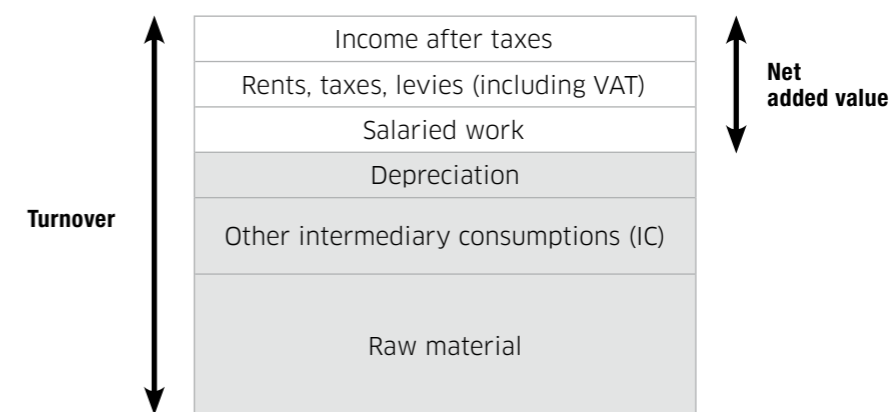 Income after taxes
Rents, taxes, levies (including VAT)
Salaried work
Depreciation
Other intermediary consumptions (IC)
Raw material
Turnover
Net
added value